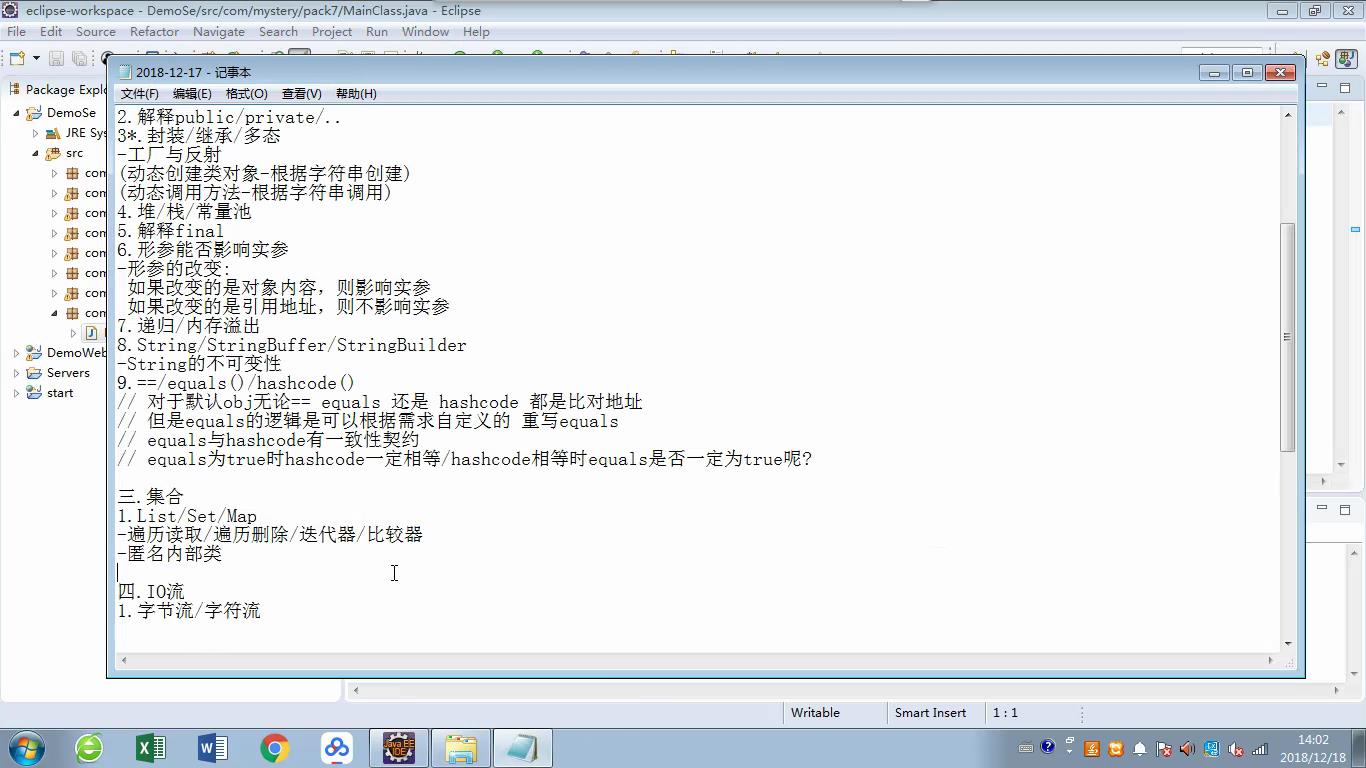 eclipse-workspace - DemoSe/src/com/mystery/pack7/MainClass.java - Eclipse
File Edit Source Refactor Navigate Search Project Run Window Help
Package Explo
DemoSe
JRE Sys
src
com
com
com
com
com
com
com
com
DemoWeb
Servers
start
2018-12-17 - 记事本
文件(F) 编辑(E) 格式(O) 查看(V) 帮助(H)
2.解释public/private/..
3*.封装/继承/多态
-工厂与反射
(动态创建类对象-根据字符串创建)
(动态调用方法-根据字符串调用)
4.堆/栈/常量池
5.解释final
6.形参能否影响实参
-形参的改变:
如果改变的是对象内容，则影响实参
如果改变的是引用地址，则不影响实参
7.递归/内存溢出
8.String/StringBuffer/StringBuilder
-String的不可变性
9.==/equals()/hashcode()
// 对于默认obj无论== equals 还是 hashcode 都是比对地址
// 但是equals的逻辑是可以根据需求自定义的 重写equals
// equals与hashcode有一致性契约
// equals为true时hashcode一定相等/hashcode相等时equals是否一定为true呢?
三.集合
1.List/Set/Map
-遍历读取/遍历删除/迭代器/比较器
-匿名内部类
四.IO流
1.字节流/字符流
Writable Smart Insert 1 : 1
14:02
2018/12/18